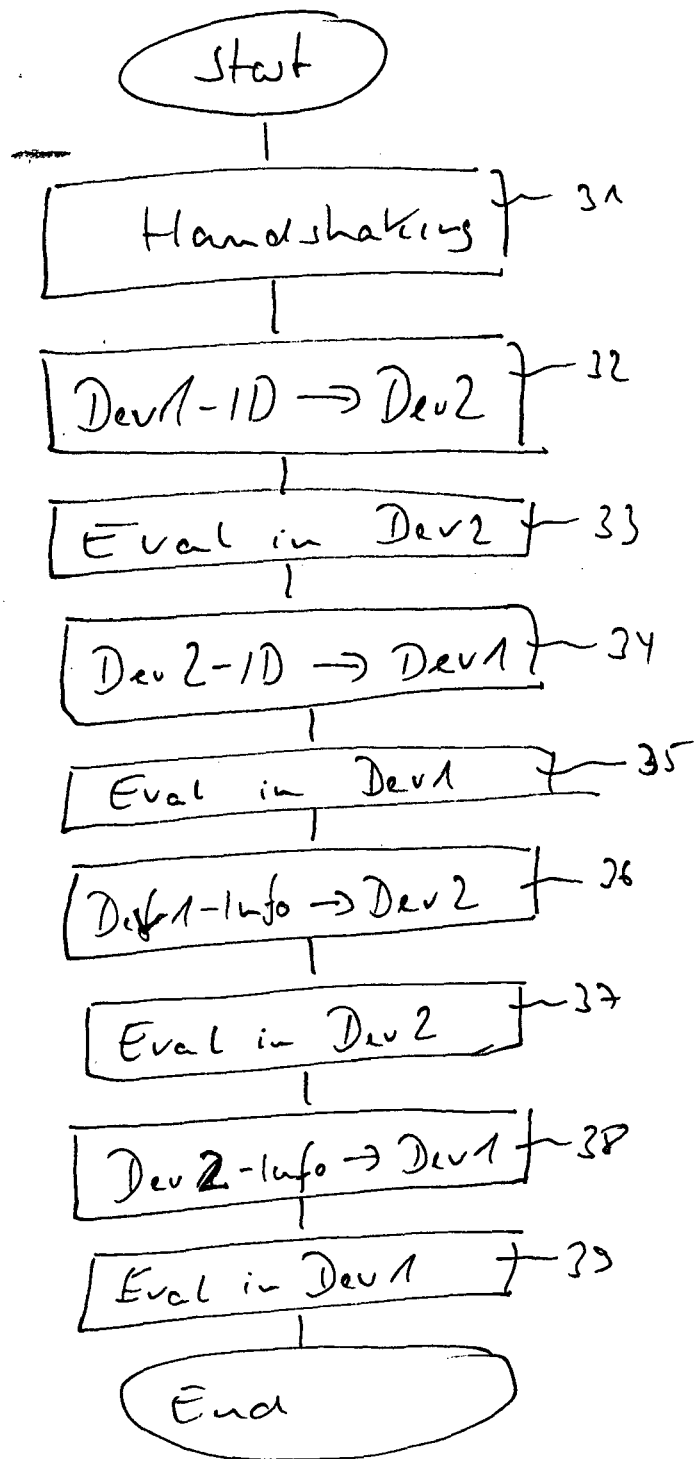 Start
Handshaking 31
Dev1-ID → Dev2 32
Eval in Dev2 33
Dev2-ID → Dev1 34
Eval in Dev1 35
Dev1-Info → Dev2 36
Eval in Dev2 37
Dev2-Info → Dev1 38
Eval in Dev1 39
End